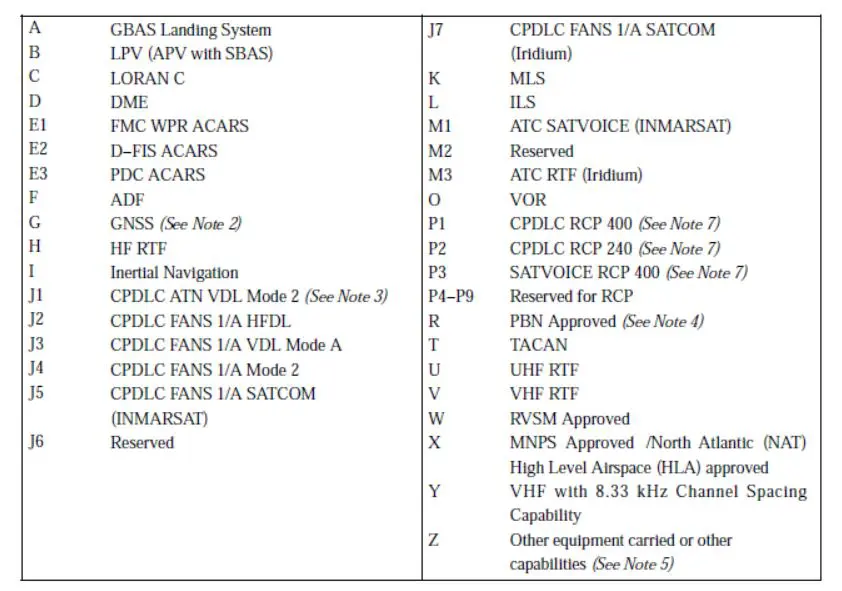 A GBAS Landing System
B LPV (APV with SBAS)
C LORAN C
D DME
E1 FMC WPR ACARS
E2 D–FIS ACARS
E3 PDC ACARS
F ADF
G GNSS (See Note 2)
H HF RTF
I Inertial Navigation
J1 CPDLC ATN VDL Mode 2 (See Note 3)
J2 CPDLC FANS 1/A HFDL
J3 CPDLC FANS 1/A VDL Mode A
J4 CPDLC FANS 1/A Mode 2
J5 CPDLC FANS 1/A SATCOM
(INMARSAT)
J6 Reserved
J7 CPDLC FANS 1/A SATCOM
(Iridium)
K MLS
L ILS
M1 ATC SATVOICE (INMARSAT)
M2 Reserved
M3 ATC RTF (Iridium)
O VOR
P1 CPDLC RCP 400 (See Note 7)
P2 CPDLC RCP 240 (See Note 7)
P3 SATVOICE RCP 400 (See Note 7)
P4–P9 Reserved for RCP
R PBN Approved (See Note 4)
T TACAN
U UHF RTF
V VHF RTF
W RVSM Approved
X MNPS Approved /North Atlantic (NAT)
High Level Airspace (HLA) approved
Y VHF with 8.33 kHz Channel Spacing
Capability
Z Other equipment carried or other
capabilities (See Note 5)